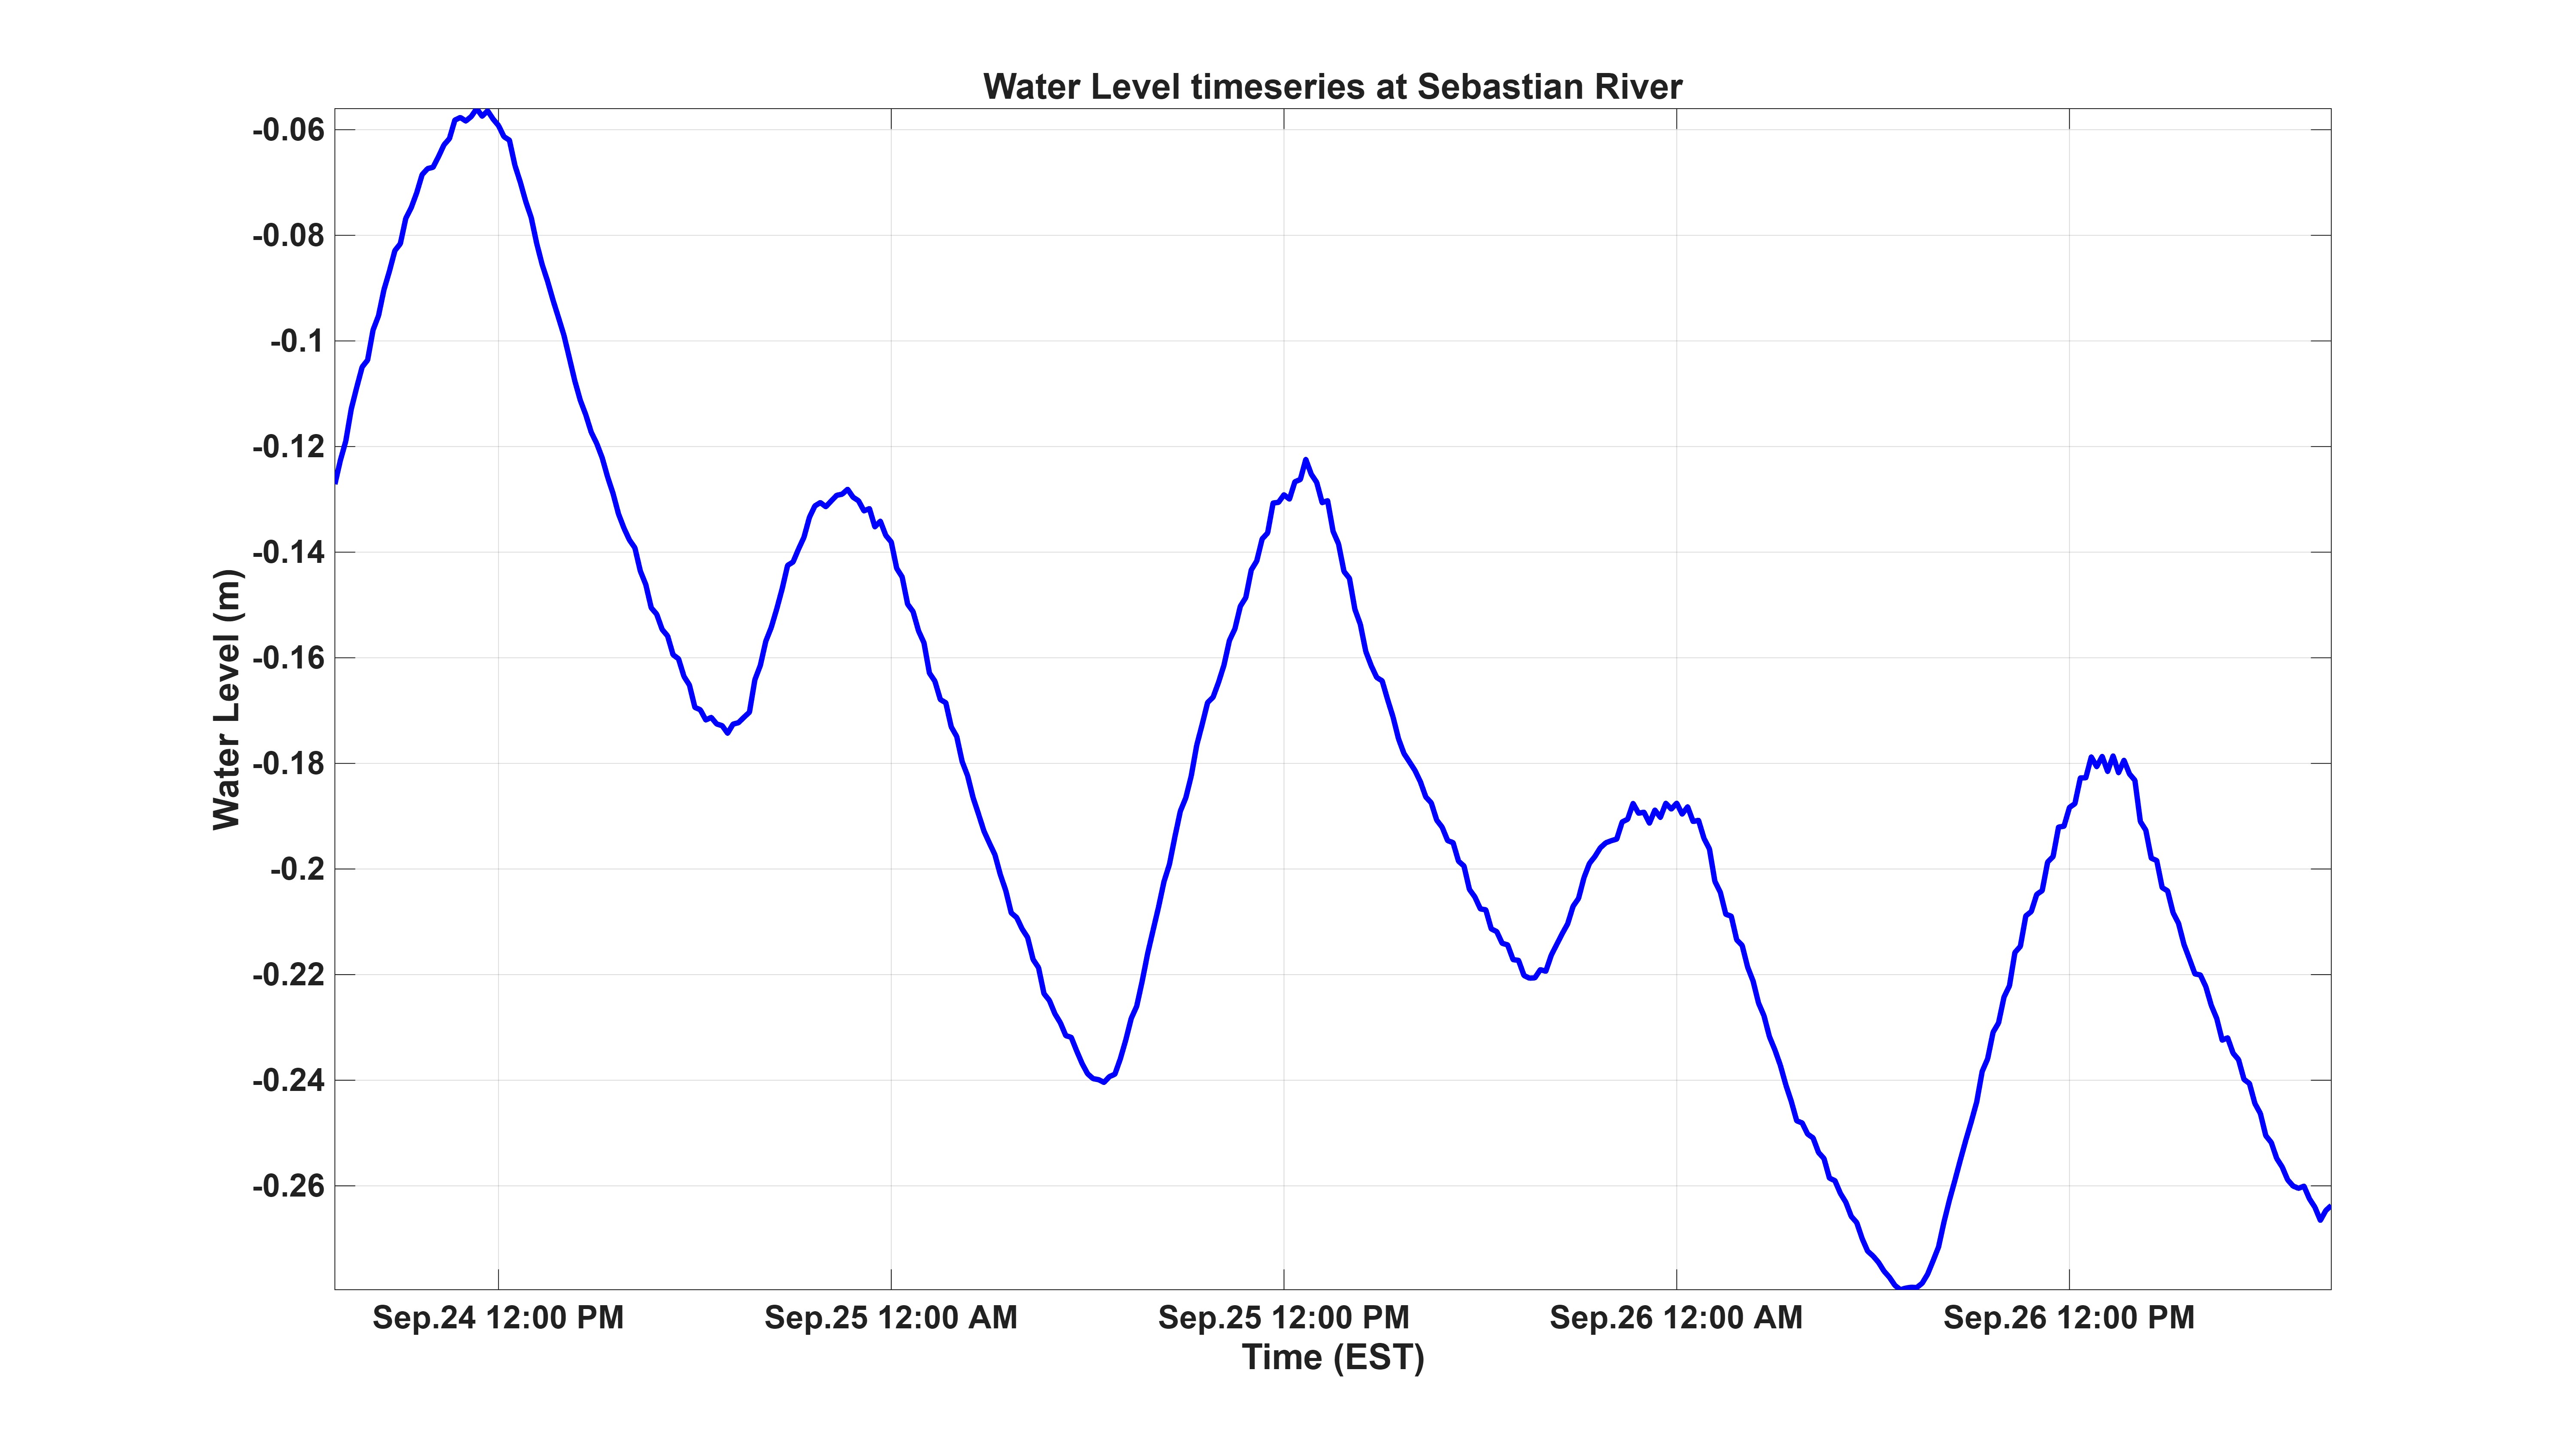 Water Level timeseries at Sebastian River
-0.06
-0.08
-0.1
-0.12
-0.14
-0.16
-0.18
-0.2
-0.22
-0.24
-0.26
Water Level (m)
Sep.24 12:00 PM
Sep.25 12:00 AM
Sep.25 12:00 PM
Sep.26 12:00 AM
Sep.26 12:00 PM
Time (EST)